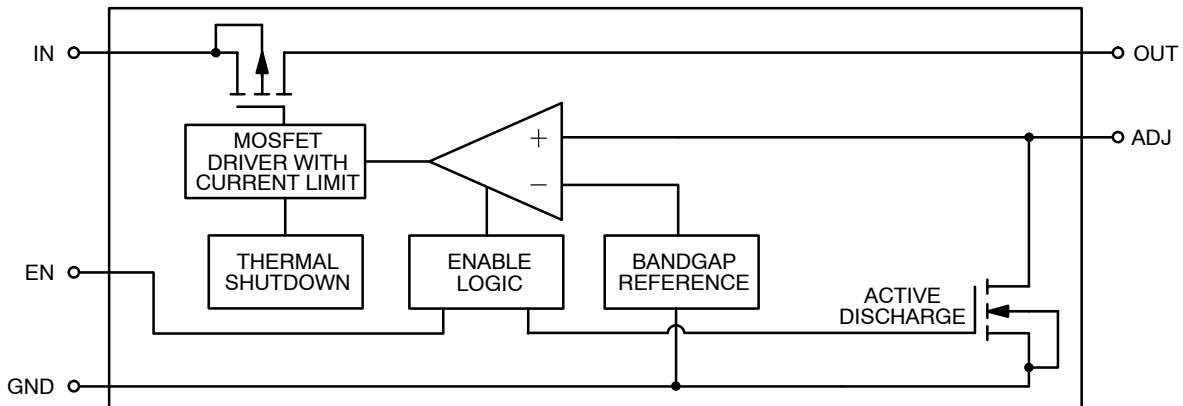 IN
OUT
ADJ
MOSFET
DRIVER WITH
CURRENT LIMIT
+
−
THERMAL
SHUTDOWN
ENABLE
LOGIC
BANDGAP
REFERENCE
EN
ACTIVE
DISCHARGE
GND